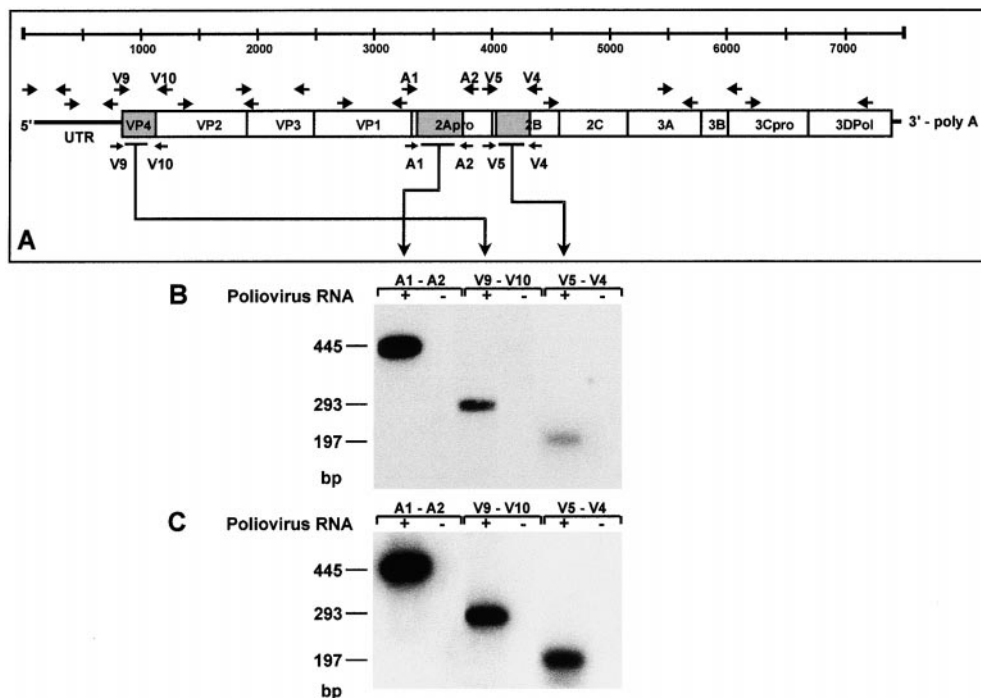 1000 2000 3000 4000 5000 6000 7000
V9 V10 A1 A2 V5 V4
5' UTR VP4 VP2 VP3 VP1 2Apro 2B 2C 3A 3B 3Cpro 3DPol 3' - poly A
V9 V10 A1 A2 V5 V4
A
B
A1 - A2 V9 - V10 V5 - V4
Poliovirus RNA + - + - + -
445
293
197
bp
C
A1 - A2 V9 - V10 V5 - V4
Poliovirus RNA + - + - + -
445
293
197
bp